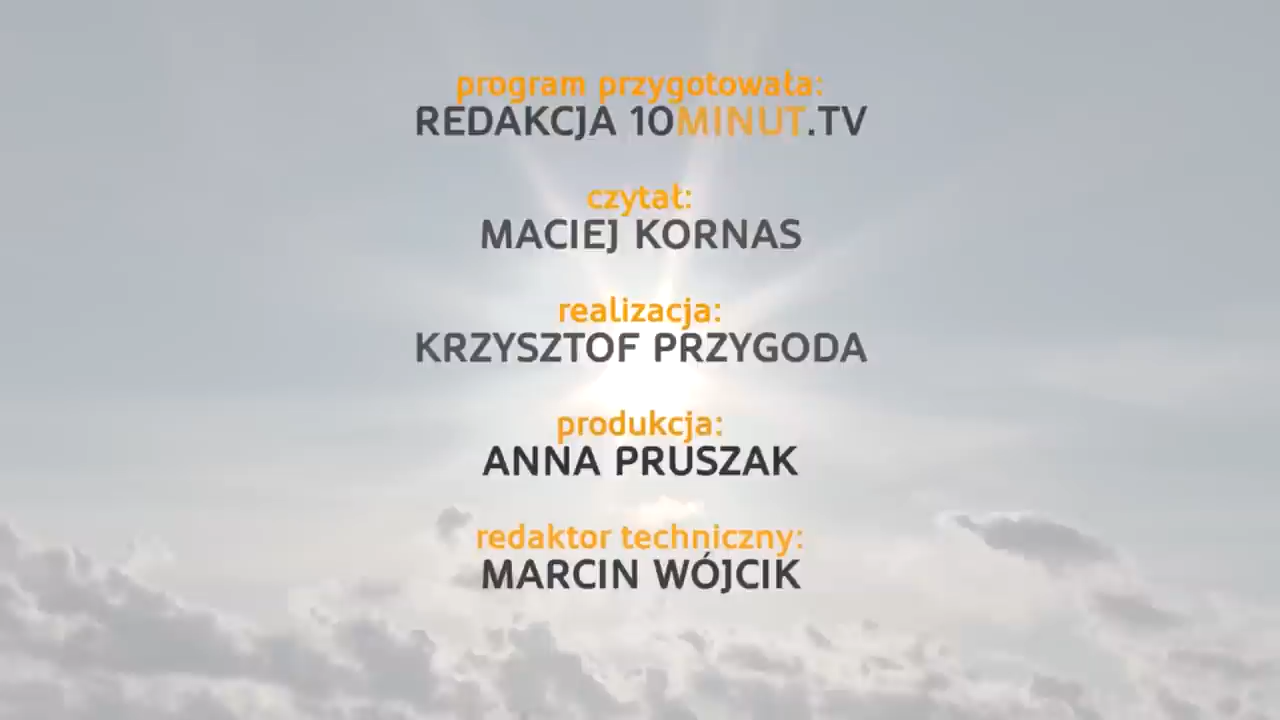 program przygotowała:
REDAKCJA 10MINUT.TV
czytał:
MACIEJ KORNAS
realizacja:
KRZYSZTOF PRZYGODA
produkcja:
ANNA PRUSZAK
redaktor techniczny:
MARCIN WÓJCIK